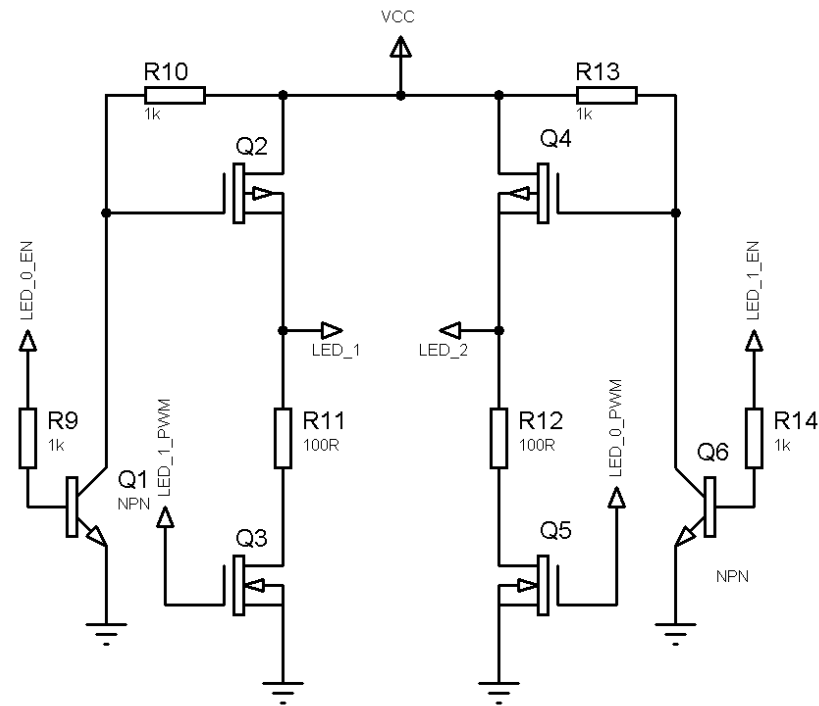 VCC
R10
1k
R13
1k
Q2
Q4
LED_0_EN
LED_1_EN
LED_1
LED_2
R9
1k
LED_1_PWM
R11
100R
R12
100R
LED_0_PWM
R14
1k
Q1
NPN
Q6
NPN
Q3
Q5